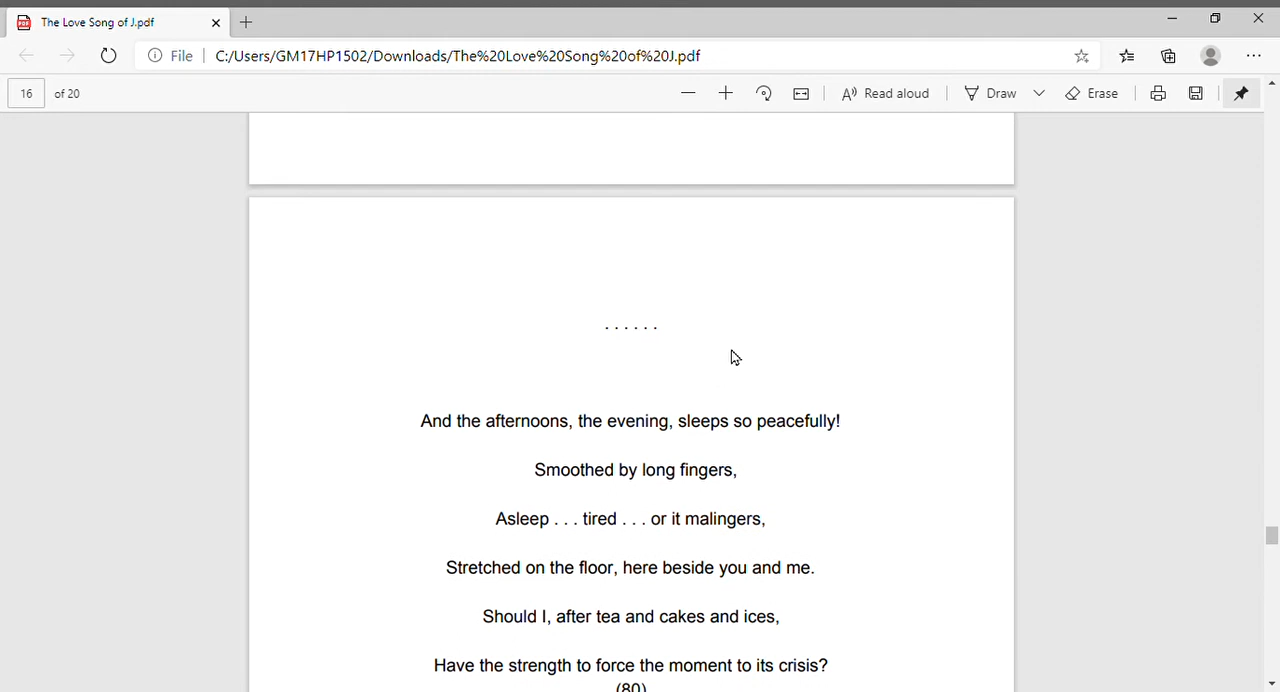 The Love Song of J.pdf
File
C:/Users/GM17HP1502/Downloads/The%20Love%20Song%20of%20J.pdf
16 of 20
Read aloud
Draw
Erase
. . . . . .
And the afternoons, the evening, sleeps so peacefully!
Smoothed by long fingers,
Asleep . . . tired . . . or it malingers,
Stretched on the floor, here beside you and me.
Should I, after tea and cakes and ices,
Have the strength to force the moment to its crisis?
(80)